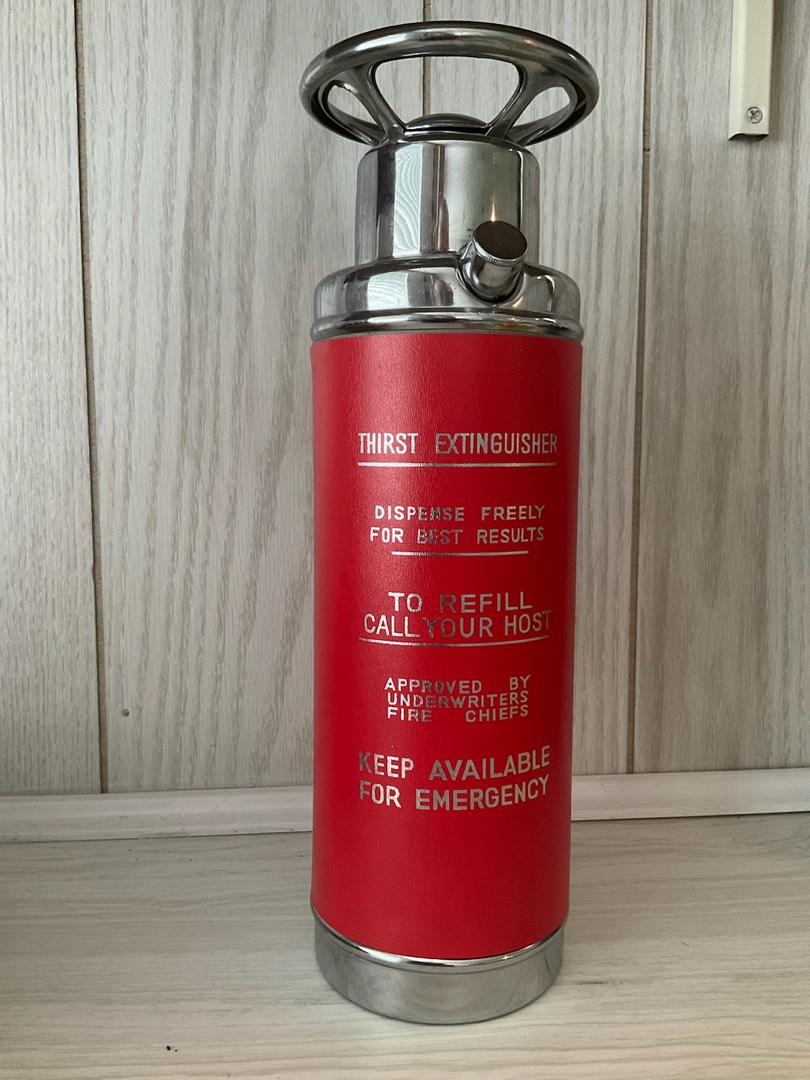 THIRST EXTINGUISHER
DISPENSE FREELY
FOR BEST RESULTS
TO REFILL
CALL YOUR HOST
APPROVED BY
UNDERWRITERS
FIRE CHIEFS
KEEP AVAILABLE
FOR EMERGENCY